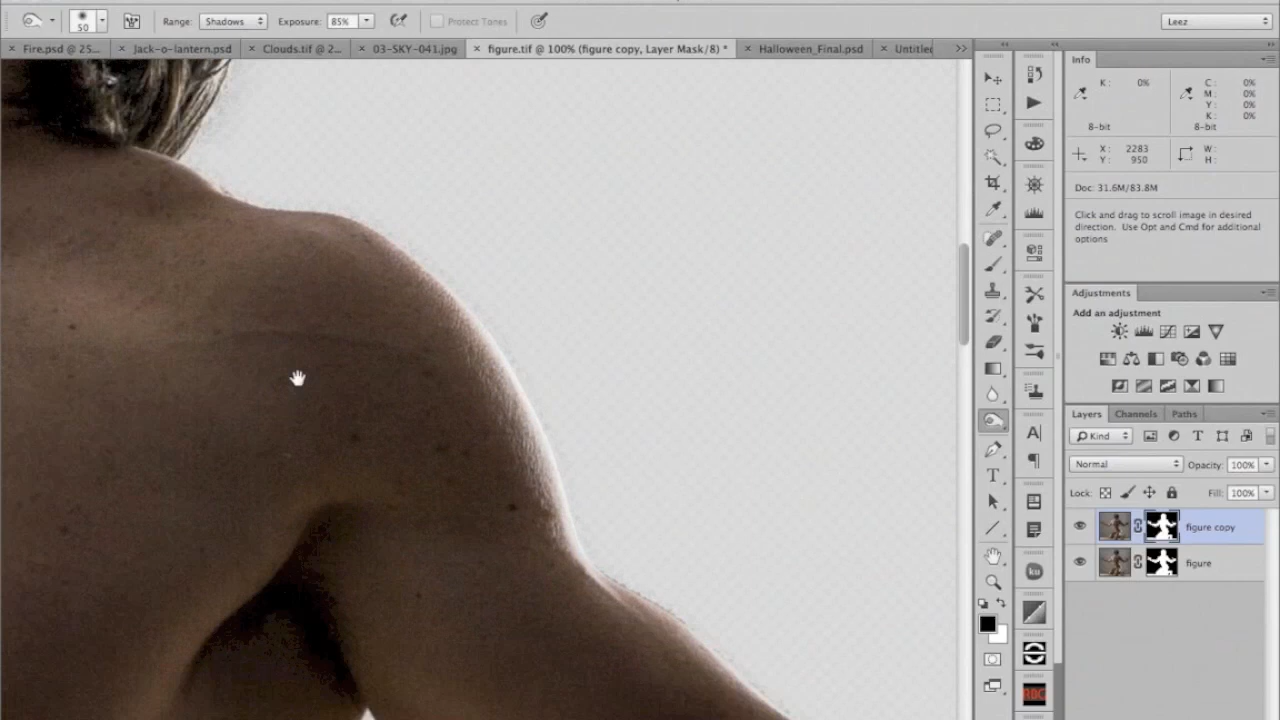 50 Range: Shadows Exposure: 85% Protect Tones Leez
Fire.psd @ 25... Jack-o-lantern.psd Clouds.tif @ 2... 03-SKY-041.jpg figure.tif @ 100% (figure copy, Layer Mask/8) * Halloween_Final.psd Untitled
Info
K: 0% C: 0%
M: 0%
Y: 0%
K: 0%
8-bit 8-bit
X: 2283 W:
Y: 950 H:
Doc: 31.6M/83.8M
Click and drag to scroll image in desired
direction. Use Opt and Cmd for additional
options
Adjustments
Add an adjustment
Layers Channels Paths
Kind
Normal Opacity: 100%
Lock: Fill: 100%
figure copy
figure
ku
RBG